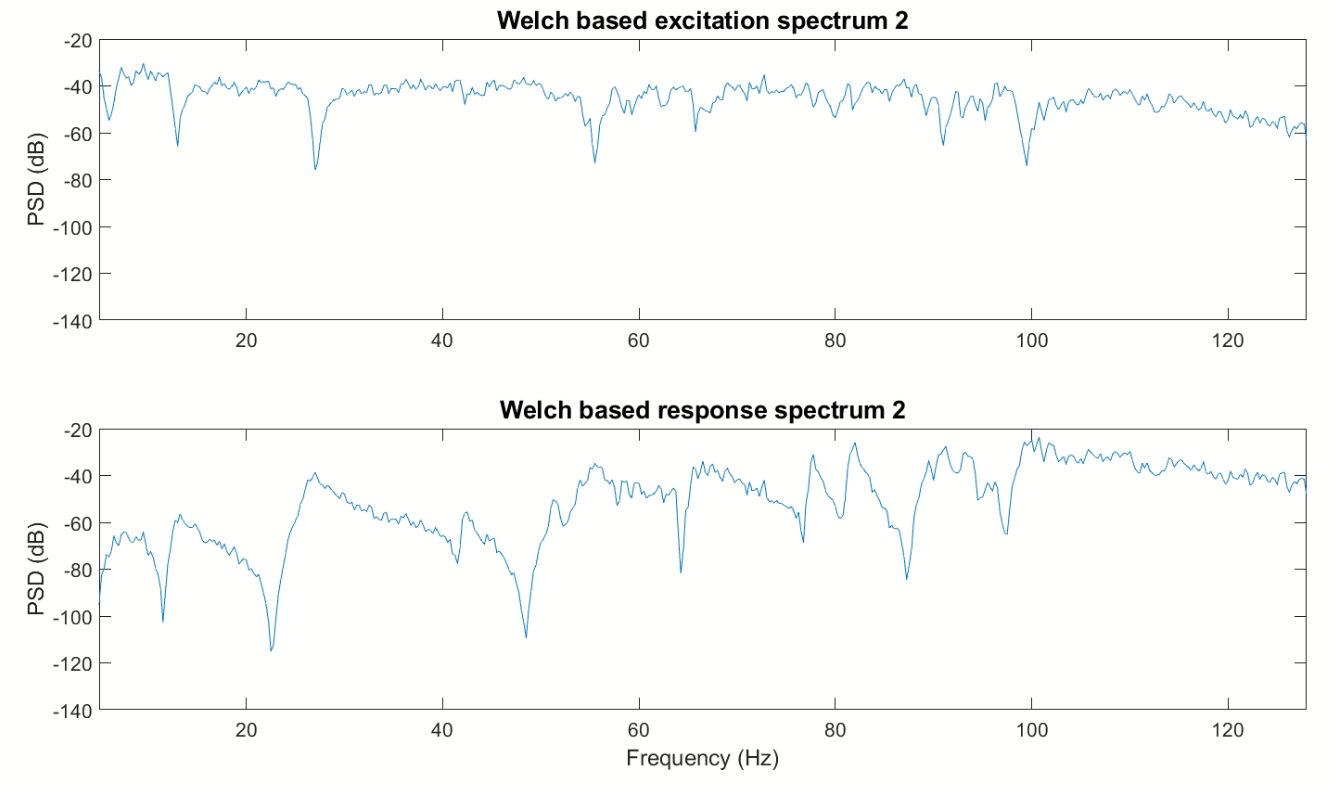 Welch based excitation spectrum 2
-20
-40
-60
-80
-100
-120
-140
PSD (dB)
20 40 60 80 100 120
Welch based response spectrum 2
-20
-40
-60
-80
-100
-120
-140
PSD (dB)
20 40 60 80 100 120
Frequency (Hz)